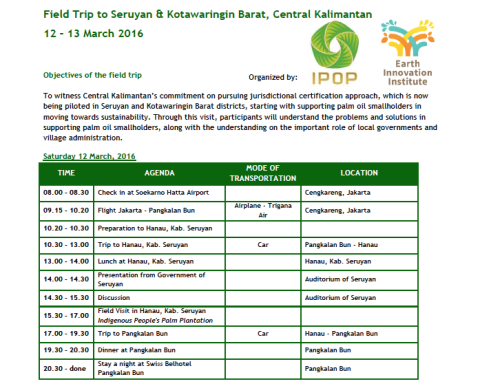 Field Trip to Seruyan & Kotawaringin Barat, Central Kalimantan
12 - 13 March 2016
Objectives of the field trip
Organized by:
IPOP
Earth
Innovation
Institute
To witness Central Kalimantan's commitment on pursuing jurisdictional certification approach, which is now
being piloted in Seruyan and Kotawaringin Barat districts, starting with supporting palm oil smallholders in
moving towards sustainability. Through this visit, participants will understand the problems and solutions in
supporting palm oil smallholders, along with the understanding on the important role of local governments and
village administration.
Saturday 12 March, 2016
TIME AGENDA MODE OF TRANSPORTATION LOCATION
08.00 - 08.30 Check in at Soekarno Hatta Airport Cengkareng, Jakarta
09.15 - 10.20 Flight Jakarta - Pangkalan Bun Airplane - Trigana Air Cengkareng, Jakarta
10.20 - 10.30 Preparation to Hanau, Kab. Seruyan
10.30 - 13.00 Trip to Hanau, Kab. Seruyan Car Pangkalan Bun - Hanau
13.00 - 14.00 Lunch at Hanau, Kab. Seruyan Hanau, Kab. Seruyan
14.00 - 14.30 Presentation from Government of Seruyan Auditorium of Seruyan
14.30 - 15.30 Discussion Auditorium of Seruyan
15.30 - 17.00 Field Visit in Hanau, Kab. Seruyan
Indigenous People's Palm Plantation
17.00 - 19.30 Trip to Pangkalan Bun Car Hanau - Pangkalan Bun
19.30 - 20.30 Dinner at Pangkalan Bun Pangkalan Bun
20.30 - done Stay a night at Swiss Belhotel Pangkalan Bun Pangkalan Bun